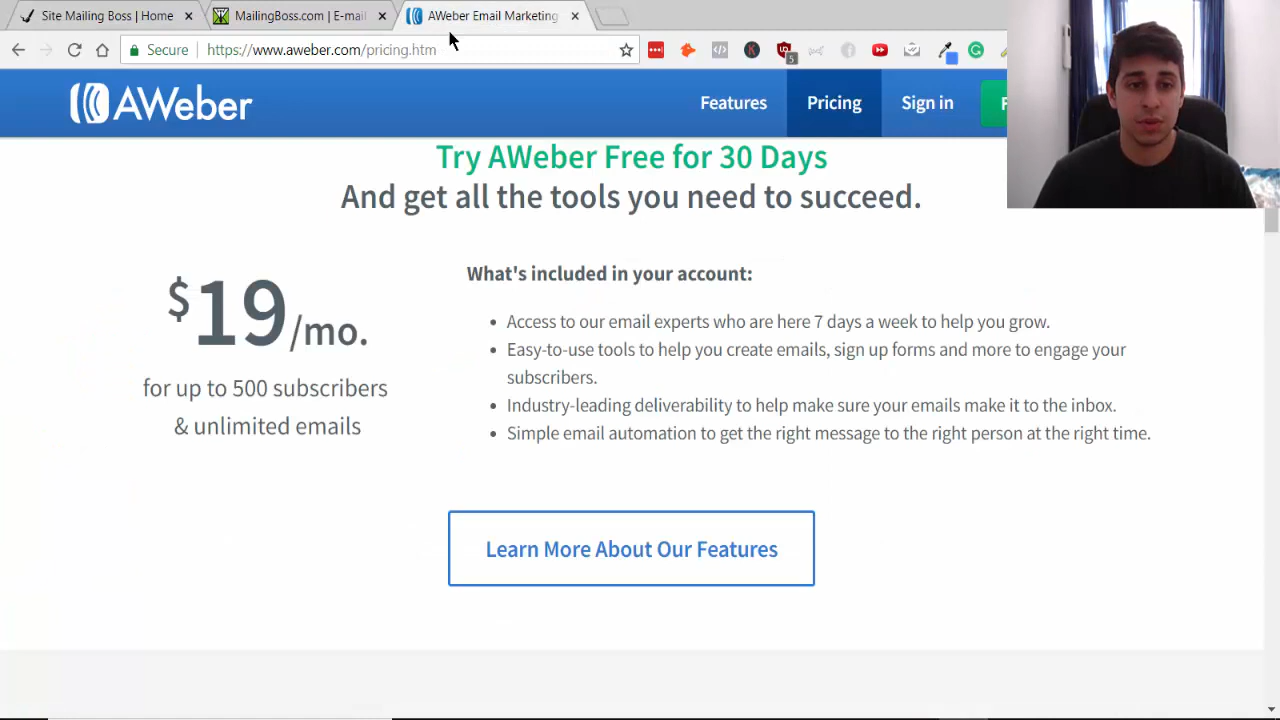 Site Mailing Boss | Home
MailingBoss.com | E-mail
AWeber Email Marketing
Secure
https://www.aweber.com/pricing.htm
5
AWeber
Features
Pricing
Sign in
Try AWeber Free for 30 Days
And get all the tools you need to succeed.
$19/mo.
for up to 500 subscribers
& unlimited emails
What's included in your account:
Access to our email experts who are here 7 days a week to help you grow.
Easy-to-use tools to help you create emails, sign up forms and more to engage your
subscribers.
Industry-leading deliverability to help make sure your emails make it to the inbox.
Simple email automation to get the right message to the right person at the right time.
Learn More About Our Features